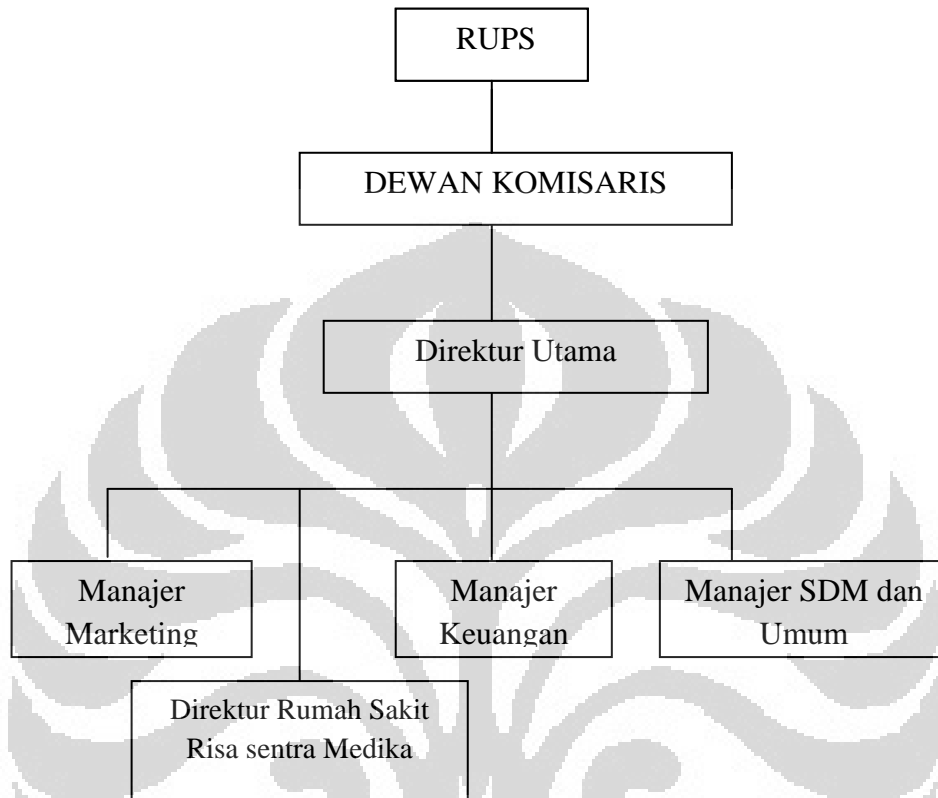 RUPS
DEWAN KOMISARIS
Direktur Utama
Manajer
Marketing
Manajer
Keuangan
Manajer SDM dan
Umum
Direktur Rumah Sakit
Risa sentra Medika